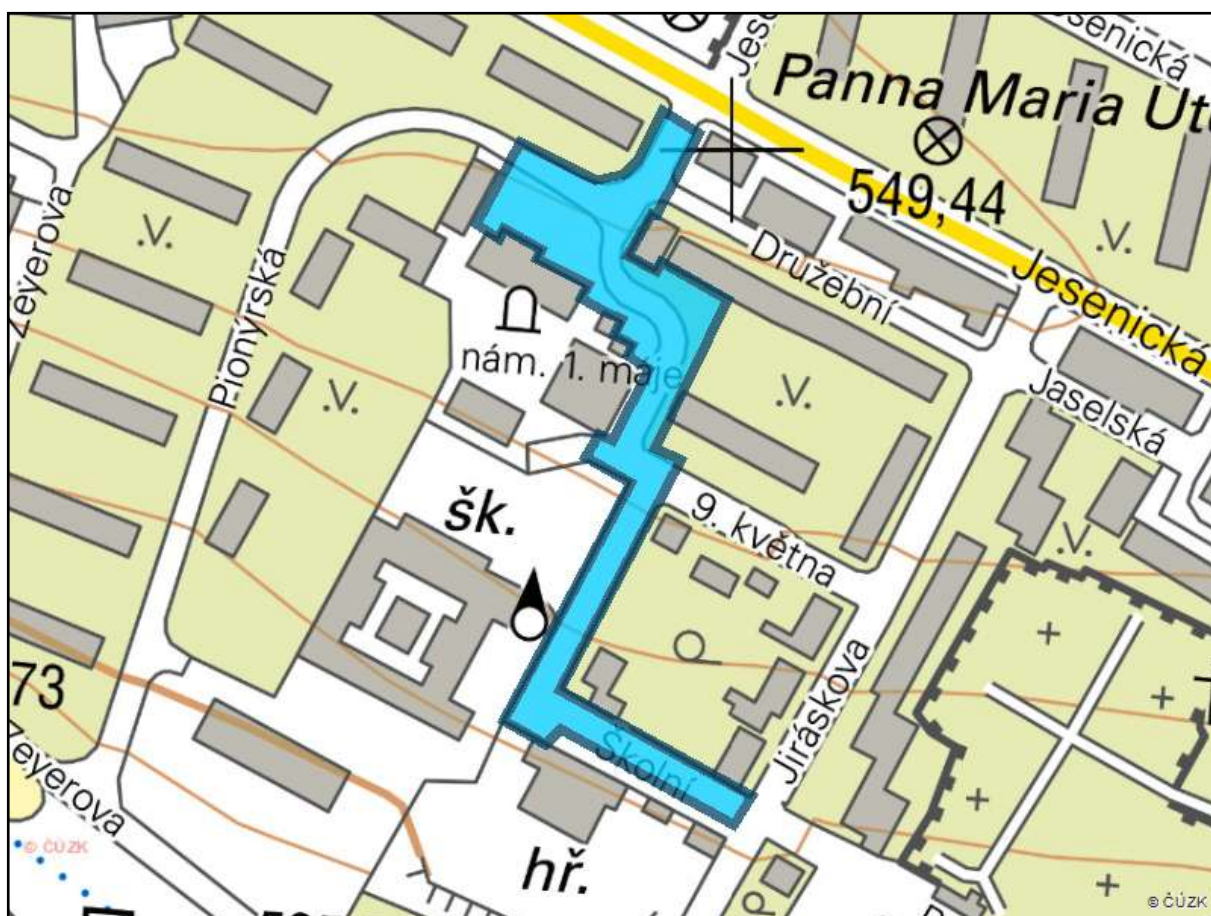 Jesenická
Panna Maria
549,44
Zeyerova
Pionýrská
.V.
.V.
Družební
Jesenická
nám. 1. máje
.V.
.V.
Jaselská
šk.
9. května
.V.
73
Jiráskova
Školní
Zeyerova
hř.
© ČÚZK
© ČÚZK